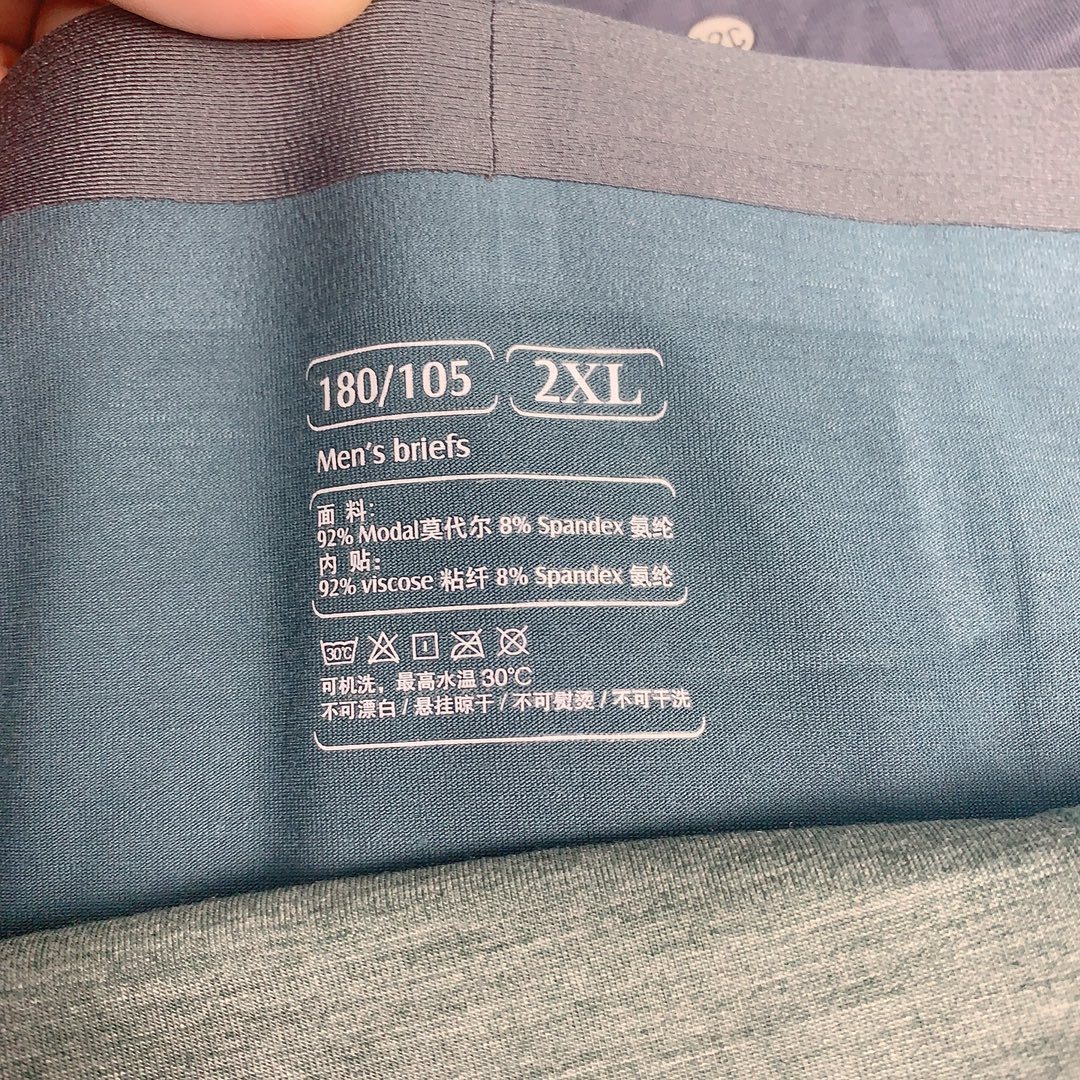 180/105 2XL
Men's briefs
面 料:
92% Modal莫代尔 8% Spandex 氨纶
内 贴:
92% viscose 粘纤 8% Spandex 氨纶
30℃
可机洗，最高水温 30℃
不可漂白 / 悬挂晾干 / 不可熨烫 / 不可干洗